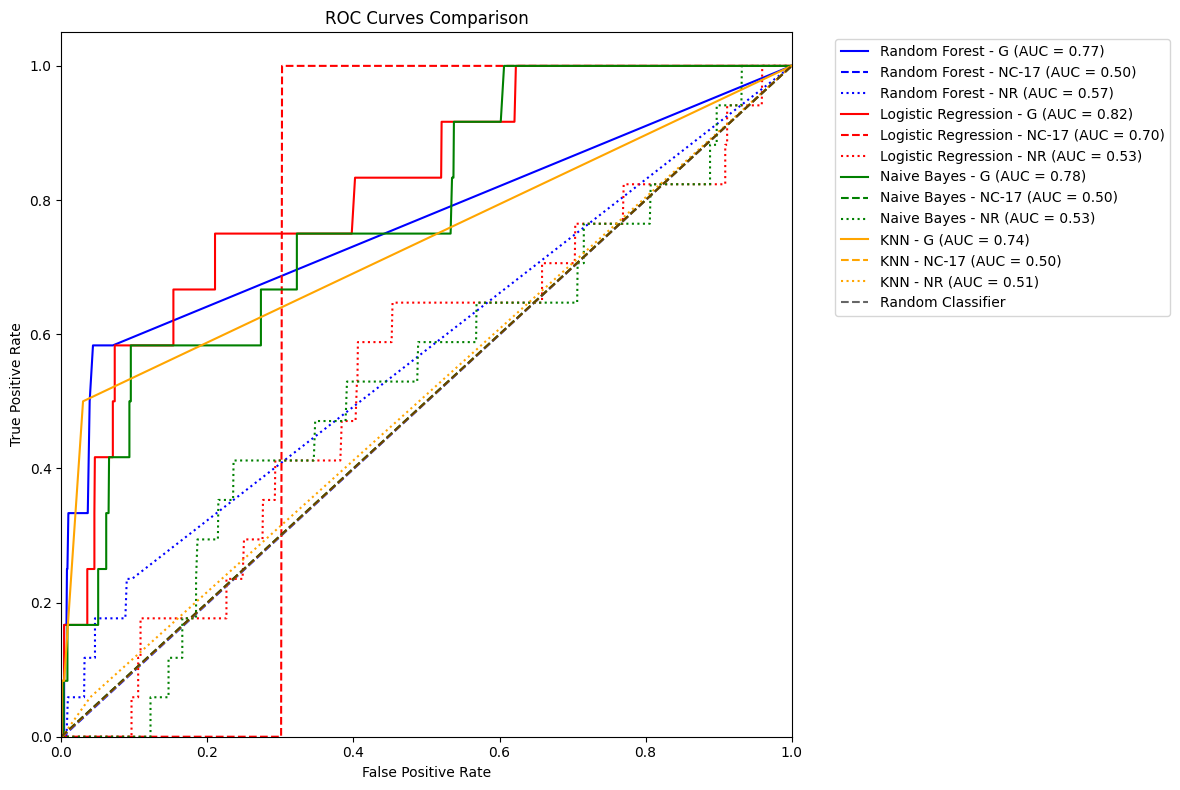 ROC Curves Comparison
True Positive Rate
1.0
0.8
0.6
0.4
0.2
0.0
0.0
0.2
0.4
0.6
0.8
1.0
False Positive Rate
Random Forest - G (AUC = 0.77)
Random Forest - NC-17 (AUC = 0.50)
Random Forest - NR (AUC = 0.57)
Logistic Regression - G (AUC = 0.82)
Logistic Regression - NC-17 (AUC = 0.70)
Logistic Regression - NR (AUC = 0.53)
Naive Bayes - G (AUC = 0.78)
Naive Bayes - NC-17 (AUC = 0.50)
Naive Bayes - NR (AUC = 0.53)
KNN - G (AUC = 0.74)
KNN - NC-17 (AUC = 0.50)
KNN - NR (AUC = 0.51)
Random Classifier